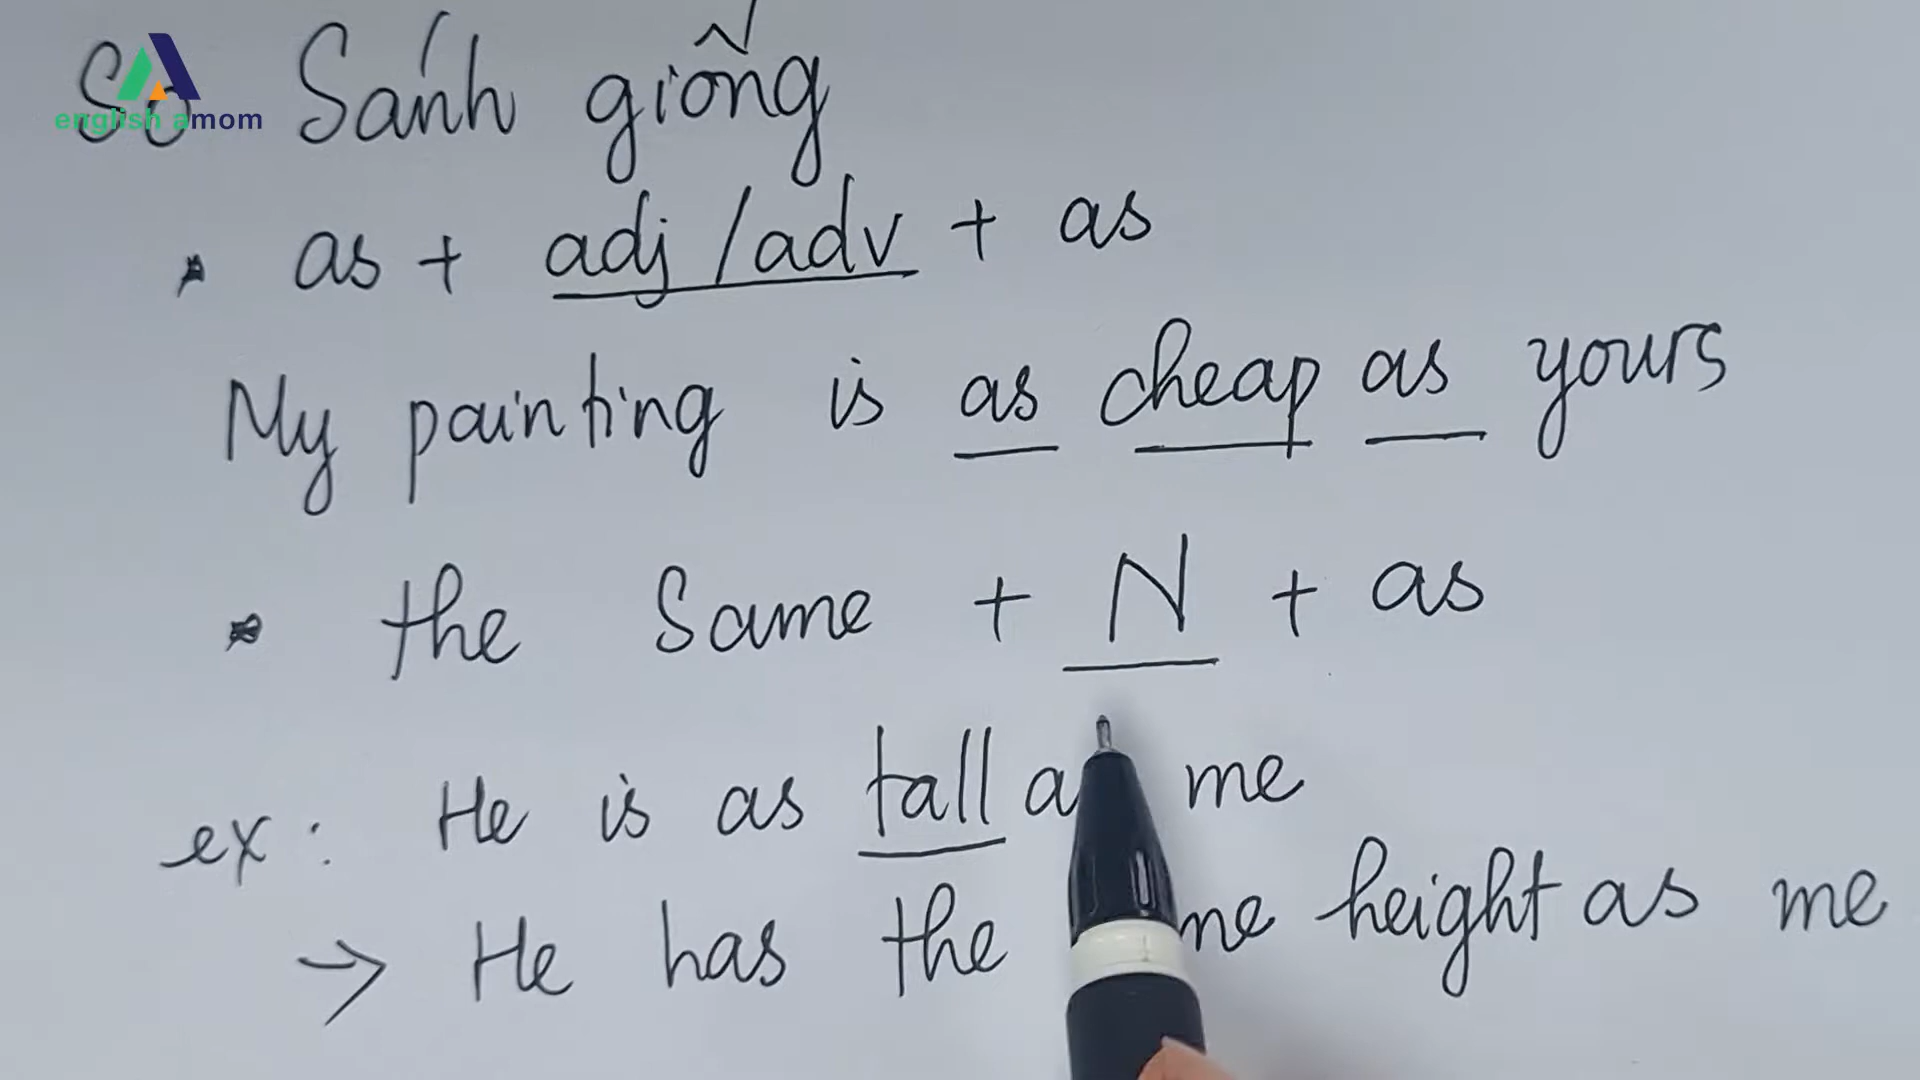 So Sánh giống
english amom
* as + adj /adv + as
My painting is as cheap as yours
* the Same + N + as
ex: He is as tall me
→ He has the height as me